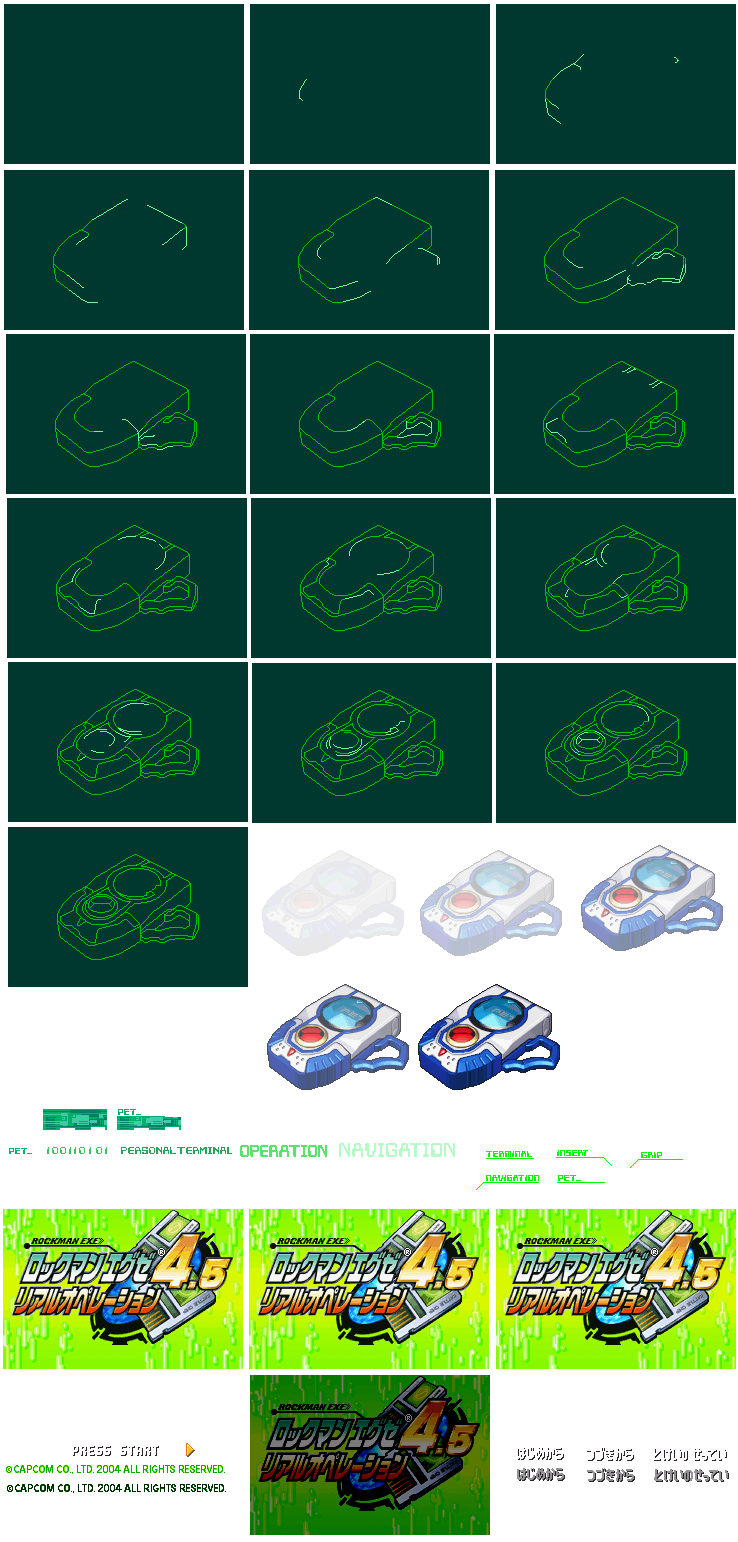 PET_
PET_ 100110101 PERSONALTERMINAL OPERATION NAVIGATION
TERMINAL INSERT GRIP
NAVIGATION PET_
ROCKMAN EXE
ロックマンエグゼ® 4.5
リアルオペレーション
ROCKMAN EXE
ロックマンエグゼ® 4.5
リアルオペレーション
ROCKMAN EXE
ロックマンエグゼ® 4.5
リアルオペレーション
PRESS START
©CAPCOM CO., LTD. 2004 ALL RIGHTS RESERVED.
©CAPCOM CO., LTD. 2004 ALL RIGHTS RESERVED.
ROCKMAN EXE
ロックマンエグゼ® 4.5
リアルオペレーション
はじめから つづきから とけいのせってい
はじめから つづきから とけいのせってい